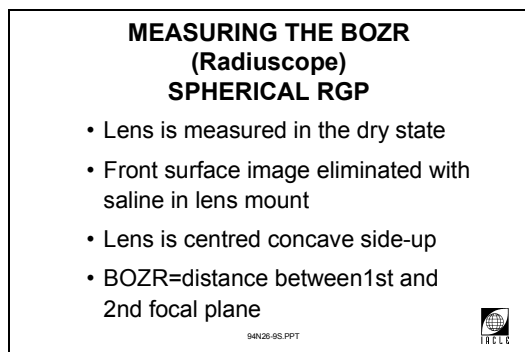 MEASURING THE BOZR
(Radiuscope)
SPHERICAL RGP
• Lens is measured in the dry state
• Front surface image eliminated with
saline in lens mount
• Lens is centred concave side-up
• BOZR=distance between1st and
2nd focal plane
94N26-9S.PPT
IACLE